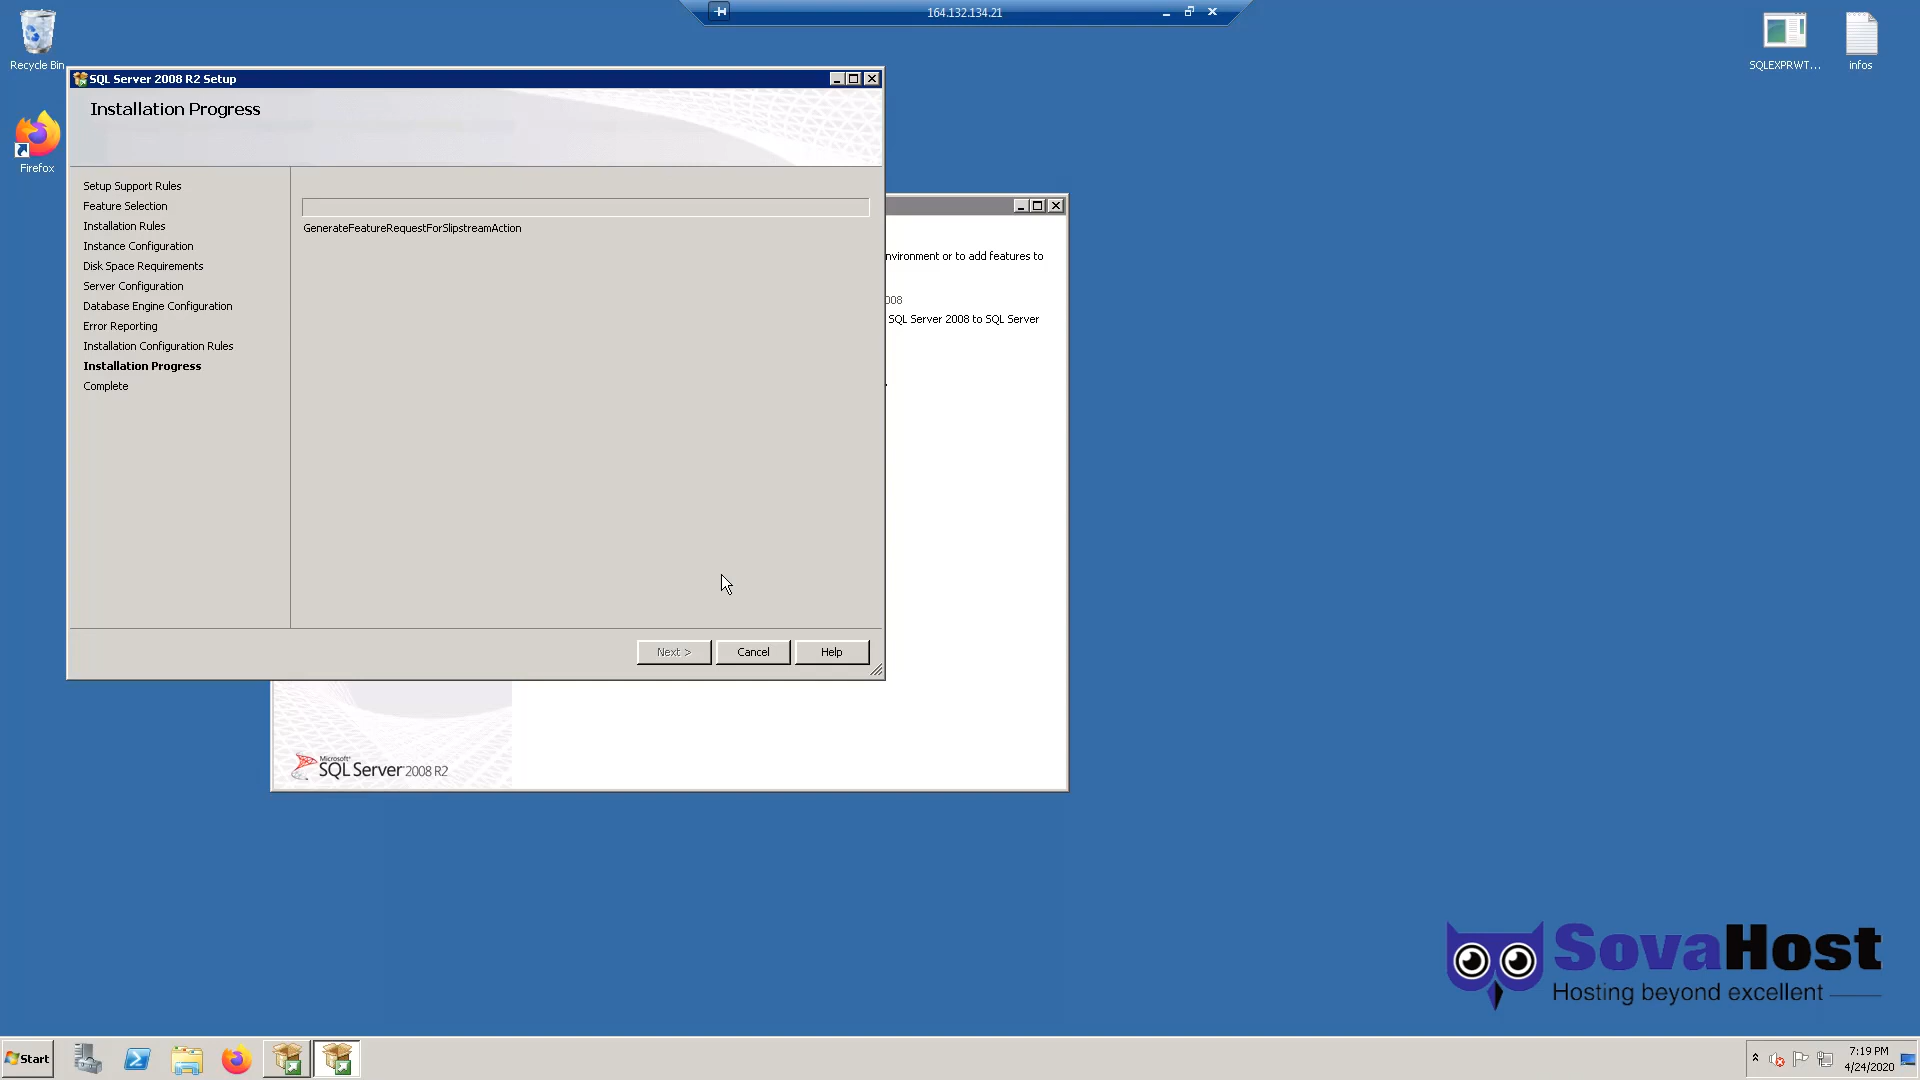 164.132.134.21
Recycle Bin
Firefox
SQLEXPRWT...
infos
SQL Server 2008 R2 Setup
Installation Progress
Setup Support Rules
Feature Selection
Installation Rules
Instance Configuration
Disk Space Requirements
Server Configuration
Database Engine Configuration
Error Reporting
Installation Configuration Rules
Installation Progress
Complete
GenerateFeatureRequestForSlipstreamAction
Next >
Cancel
Help
nvironment or to add features to
008
SQL Server 2008 to SQL Server
Microsoft®
SQL Server 2008 R2
SovaHost
Hosting beyond excellent
Start
7:19 PM
4/24/2020